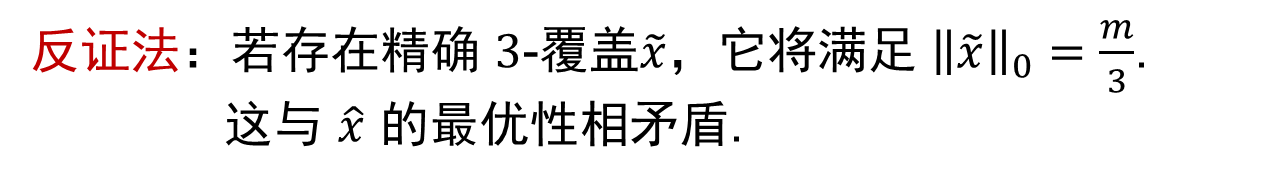 反证法：若存在精确 3-覆盖x̃，它将满足 ‖x̃‖₀ = m/3.
这与 x̂ 的最优性相矛盾.